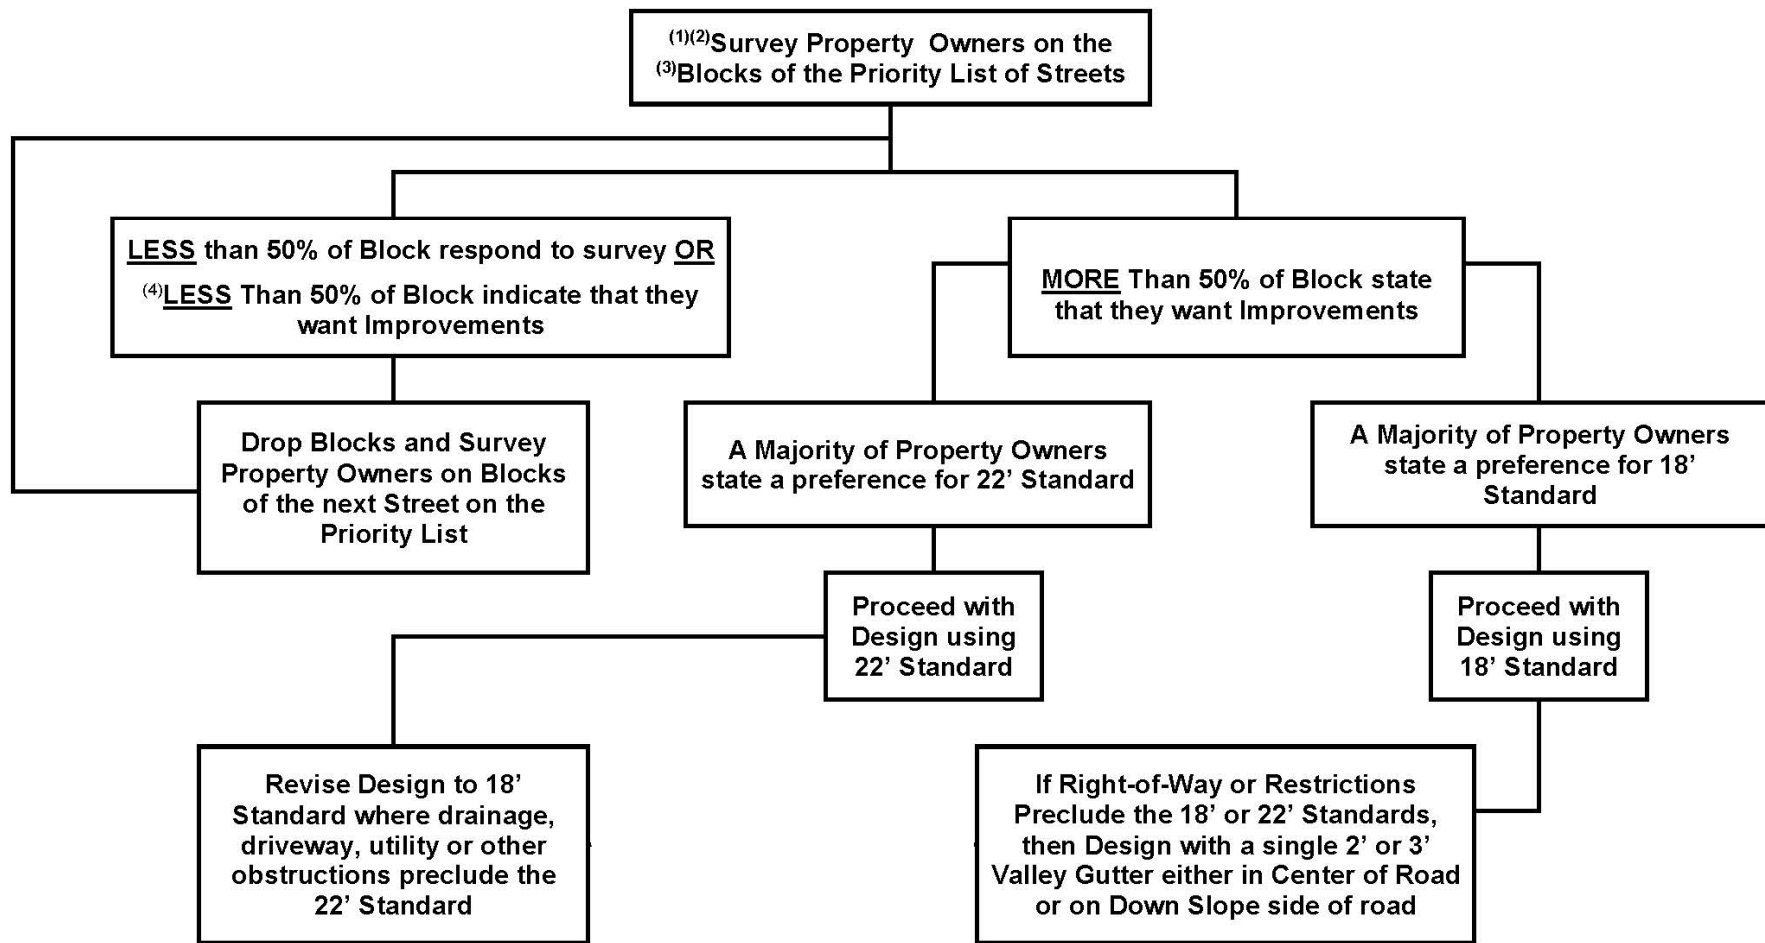 (1)(2)Survey Property Owners on the
(3)Blocks of the Priority List of Streets
LESS than 50% of Block respond to survey OR
(4)LESS Than 50% of Block indicate that they
want Improvements
MORE Than 50% of Block state
that they want Improvements
Drop Blocks and Survey
Property Owners on Blocks
of the next Street on the
Priority List
A Majority of Property Owners
state a preference for 22’ Standard
A Majority of Property Owners
state a preference for 18’
Standard
Proceed with
Design using
22’ Standard
Proceed with
Design using
18’ Standard
Revise Design to 18’
Standard where drainage,
driveway, utility or other
obstructions preclude the
22’ Standard
If Right-of-Way or Restrictions
Preclude the 18’ or 22’ Standards,
then Design with a single 2’ or 3’
Valley Gutter either in Center of Road
or on Down Slope side of road